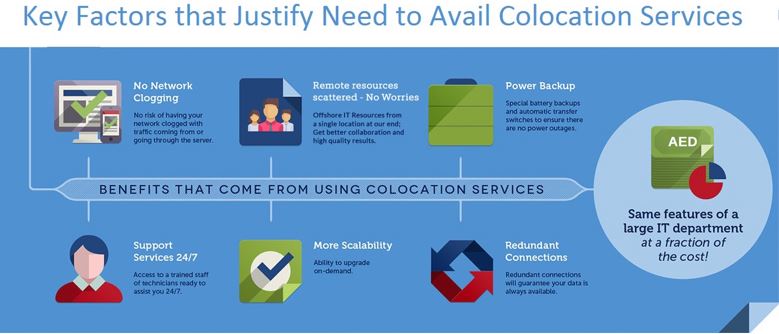 Key Factors that Justify Need to Avail Colocation Services
No Network
Clogging
No risk of having your
network clogged with
traffic coming from or
going through the server.
Remote resources
scattered - No Worries
Offshore IT Resources from
a single location at our end;
Get better collaboration and
high quality results.
Power Backup
Special battery backups
and automatic transfer
switches to ensure there
are no power outages.
BENEFITS THAT COME FROM USING COLOCATION SERVICES
AED
Same features of a
large IT department
at a fraction of
the cost!
Support
Services 24/7
Access to a trained staff
of technicians ready to
assist you 24/7.
More Scalability
Ability to upgrade
on-demand.
Redundant
Connections
Redundant connections
will guarantee your data is
always available.